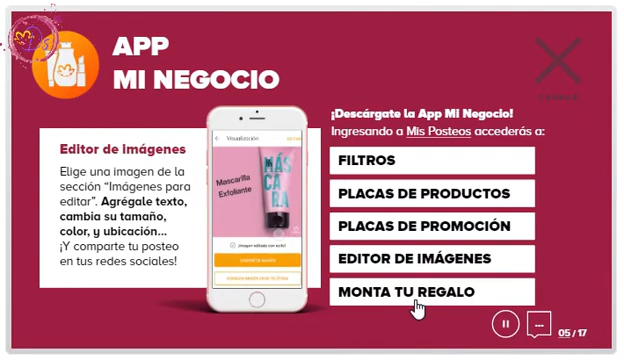 APP
MI NEGOCIO
¡Descárgate la App Mi Negocio!
Ingresando a Mis Posteos accederás a:
Editor de imágenes
Elige una imagen de la
sección “Imágenes para
editar”. Agrégale texto,
cambia su tamaño,
color, y ubicación...
¡Y comparte tu posteo
en tus redes sociales!
Visualización
Mascarilla
Exfoliante
MÁS
CA
RA
FILTROS
PLACAS DE PRODUCTOS
PLACAS DE PROMOCIÓN
EDITOR DE IMÁGENES
MONTA TU REGALO
05 / 17